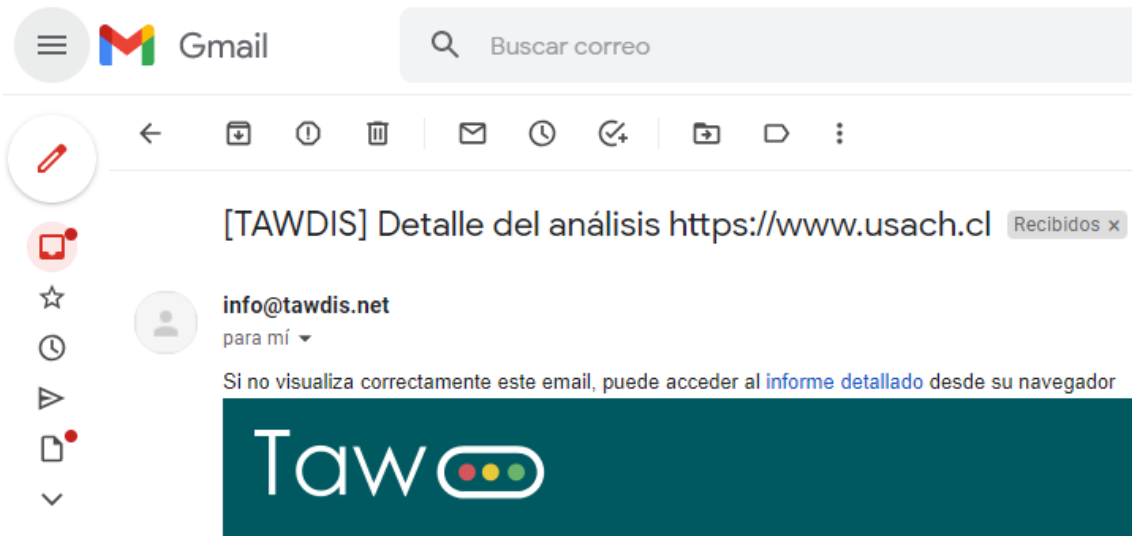 Gmail
Buscar correo
[TAWDIS] Detalle del análisis https://www.usach.cl Recibidos x
info@tawdis.net
para mí
Si no visualiza correctamente este email, puede acceder al informe detallado desde su navegador
Taw